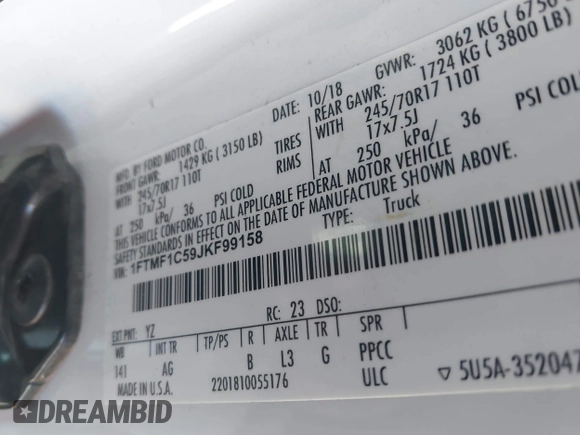 MFD. BY FORD MOTOR CO.
DATE: 10/18
GVWR: 3062 KG ( 6750
FRONT GAWR: 1429 KG ( 3150 LB)
REAR GAWR: 1724 KG ( 3800 LB)
WITH 245/70R17 110T TIRES WITH 245/70R17 110T
17x7.5J RIMS 17x7.5J
AT 250 kPa/ 36 PSI COLD AT 250 kPa/ 36 PSI COLD
THIS VEHICLE CONFORMS TO ALL APPLICABLE FEDERAL MOTOR VEHICLE
SAFETY STANDARDS IN EFFECT ON THE DATE OF MANUFACTURE SHOWN ABOVE.
VIN: 1FTMF1C59JKF99158
TYPE: Truck
EXT PNT: YZ RC: 23 DSO:
WB INT TR TP/PS R AXLE TR SPR
141 AG B L3 G PPCC
MADE IN U.S.A. 2201810055176 ULC ▽ 5U5A-352047
DREAMBID